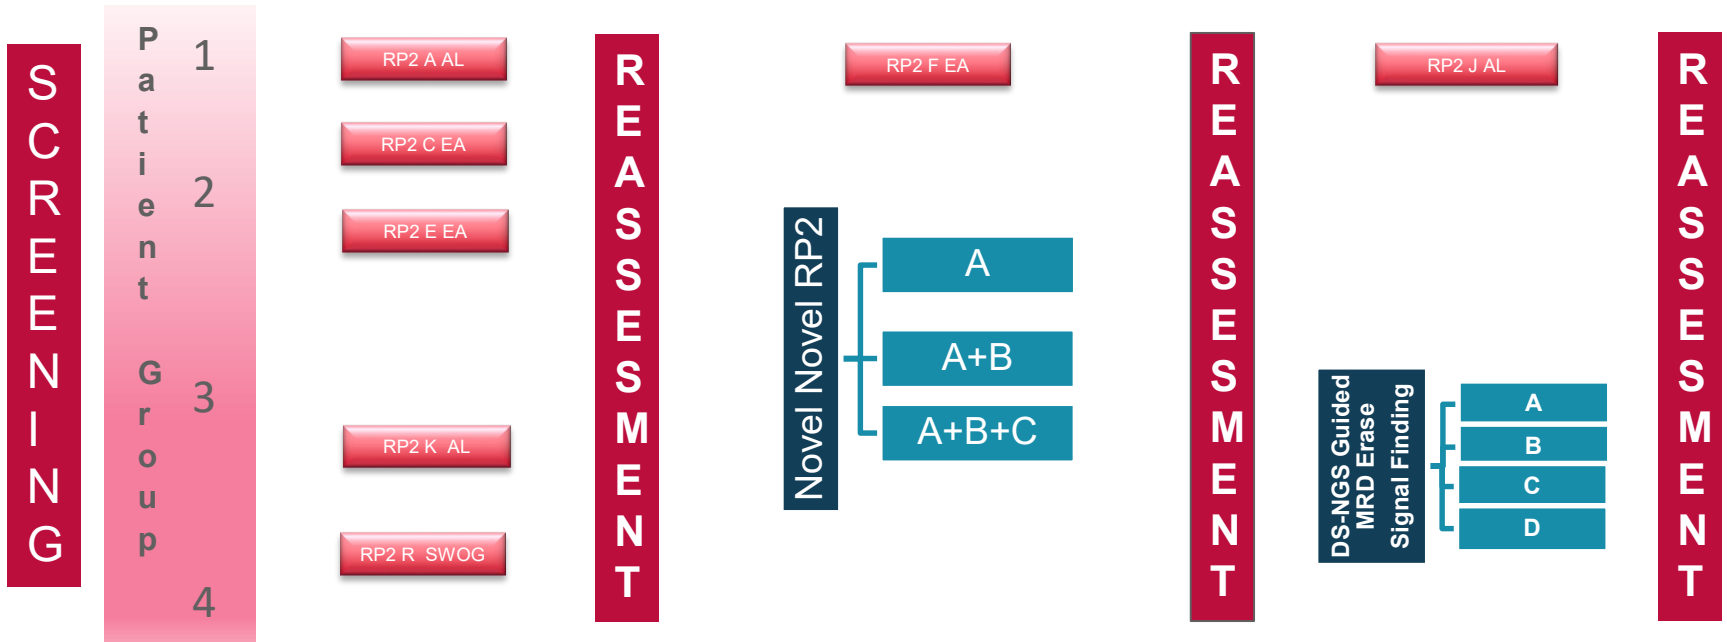 SCREENING
Patient Group
1
2
3
4
RP2 A AL
RP2 C EA
RP2 E EA
RP2 K AL
RP2 R SWOG
REASSESMENT
RP2 F EA
Novel Novel RP2
A
A+B
A+B+C
REASSESMENT
RP2 J AL
DS-NGS Guided
MRD Erase
Signal Finding
A
B
C
D
REASSESMENT